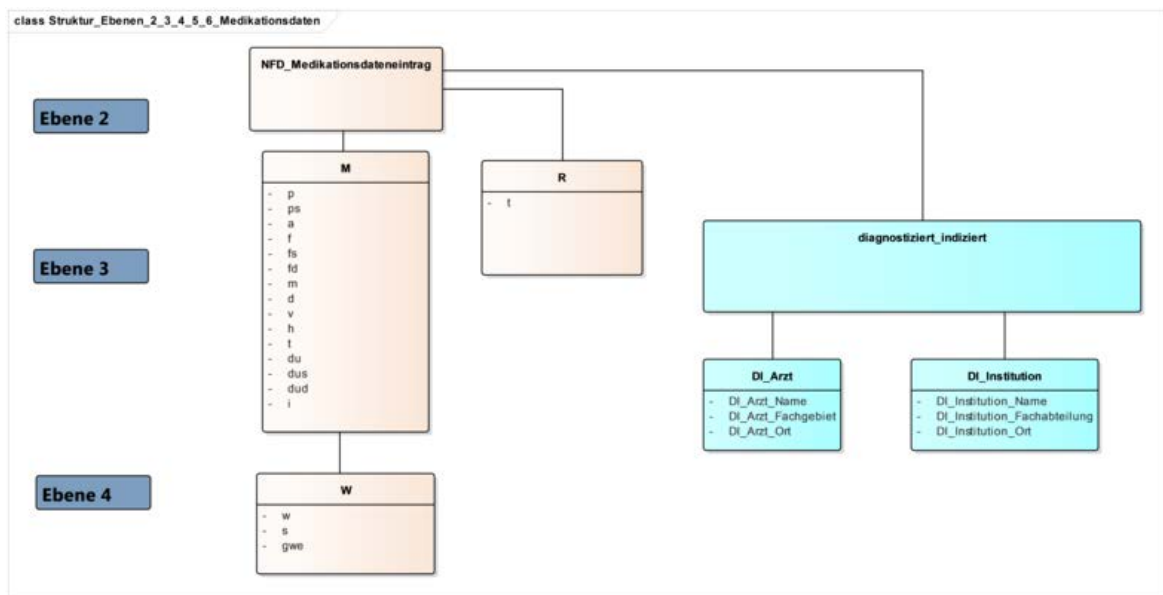 class Struktur_Ebenen_2_3_4_5_6_Medikationsdaten
NFD_Medikationsdateneintrag
Ebene 2
M
- p
- ps
- a
- f
- fs
- fd
- m
- d
- v
- h
- t
- du
- dus
- dud
- i
R
- t
Ebene 3
diagnostiziert_indiziert
DI_Arzt
- DI_Arzt_Name
- DI_Arzt_Fachgebiet
- DI_Arzt_Ort
DI_Institution
- DI_Institution_Name
- DI_Institution_Fachabteilung
- DI_Institution_Ort
Ebene 4
W
- w
- s
- gwe